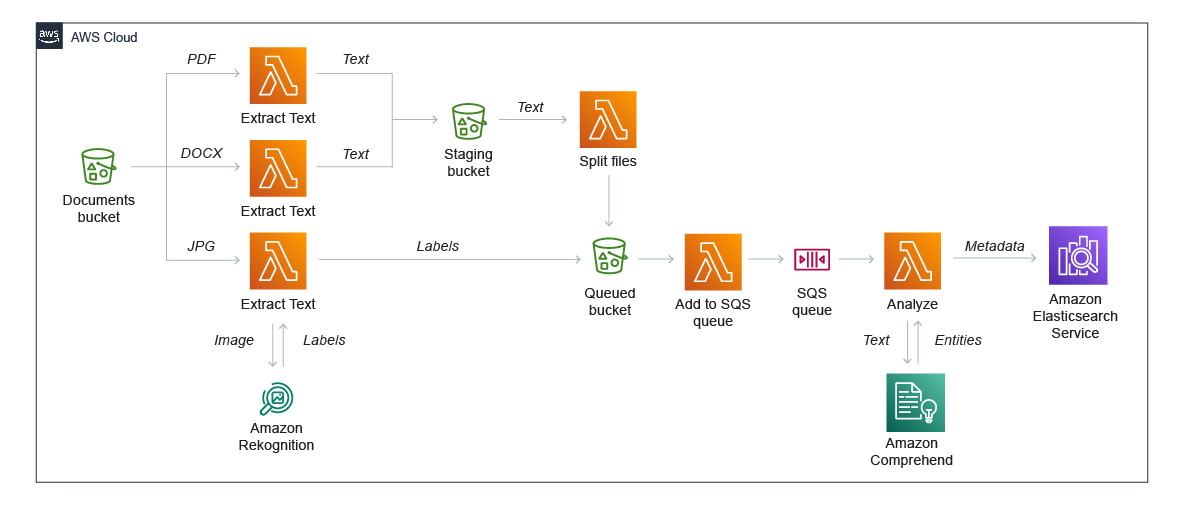 aws
AWS Cloud
PDF
Text
Extract Text
DOCX
Text
Extract Text
JPG
Labels
Extract Text
Documents
bucket
Image
Labels
Amazon
Rekognition
Staging
bucket
Text
Split files
Queued
bucket
Add to SQS
queue
SQS
queue
Analyze
Metadata
Amazon
Elasticsearch
Service
Text
Entities
Amazon
Comprehend